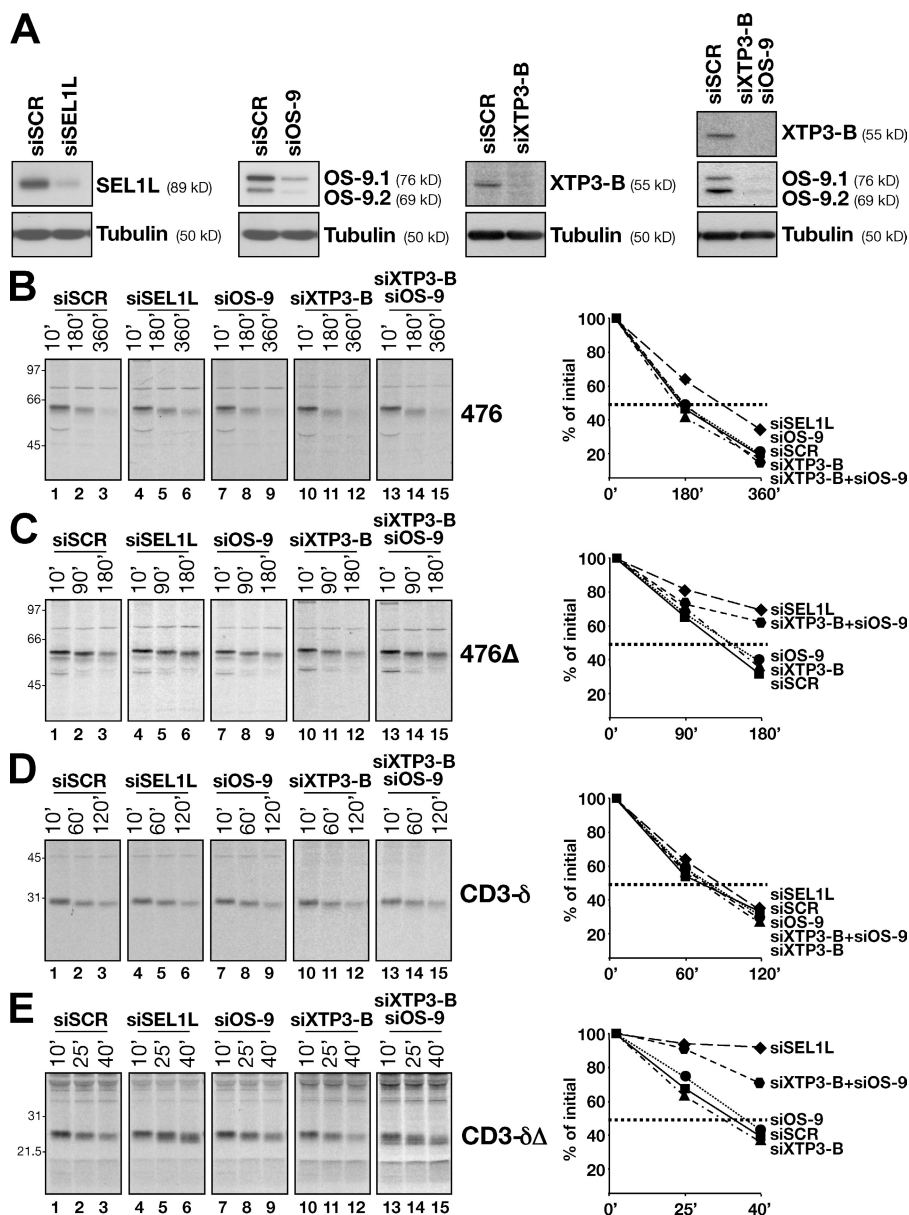 A
siSCR siSEL1L
SEL1L (89 kD)
Tubulin (50 kD)
siSCR siOS-9
OS-9.1 (76 kD)
OS-9.2 (69 kD)
Tubulin (50 kD)
siSCR siXTP3-B
XTP3-B (55 kD)
Tubulin (50 kD)
siSCR siXTP3-B siOS-9
XTP3-B (55 kD)
OS-9.1 (76 kD)
OS-9.2 (69 kD)
Tubulin (50 kD)
B
siSCR siSEL1L siOS-9 siXTP3-B siXTP3-B siOS-9
10' 180' 360' 10' 180' 360' 10' 180' 360' 10' 180' 360' 10' 180' 360'
97
66
45
476
1 2 3 4 5 6 7 8 9 10 11 12 13 14 15
% of initial
100
80
60
40
20
0' 180' 360'
siSEL1L
siOS-9
siSCR
siXTP3-B
siXTP3-B+siOS-9
C
siSCR siSEL1L siOS-9 siXTP3-B siXTP3-B siOS-9
10' 90' 180' 10' 90' 180' 10' 90' 180' 10' 90' 180' 10' 90' 180'
97
66
45
476Δ
1 2 3 4 5 6 7 8 9 10 11 12 13 14 15
% of initial
100
80
60
40
20
0' 90' 180'
siSEL1L
siXTP3-B+siOS-9
siOS-9
siXTP3-B
siSCR
D
siSCR siSEL1L siOS-9 siXTP3-B siXTP3-B siOS-9
10' 60' 120' 10' 60' 120' 10' 60' 120' 10' 60' 120' 10' 60' 120'
45
31
CD3-δ
1 2 3 4 5 6 7 8 9 10 11 12 13 14 15
% of initial
100
80
60
40
20
0' 60' 120'
siSEL1L
siSCR
siOS-9
siXTP3-B+siOS-9
siXTP3-B
E
siSCR siSEL1L siOS-9 siXTP3-B siXTP3-B siOS-9
10' 25' 40' 10' 25' 40' 10' 25' 40' 10' 25' 40' 10' 25' 40'
31
21.5
CD3-δΔ
1 2 3 4 5 6 7 8 9 10 11 12 13 14 15
% of initial
100
80
60
40
20
0' 25' 40'
siSEL1L
siXTP3-B+siOS-9
siOS-9
siSCR
siXTP3-B